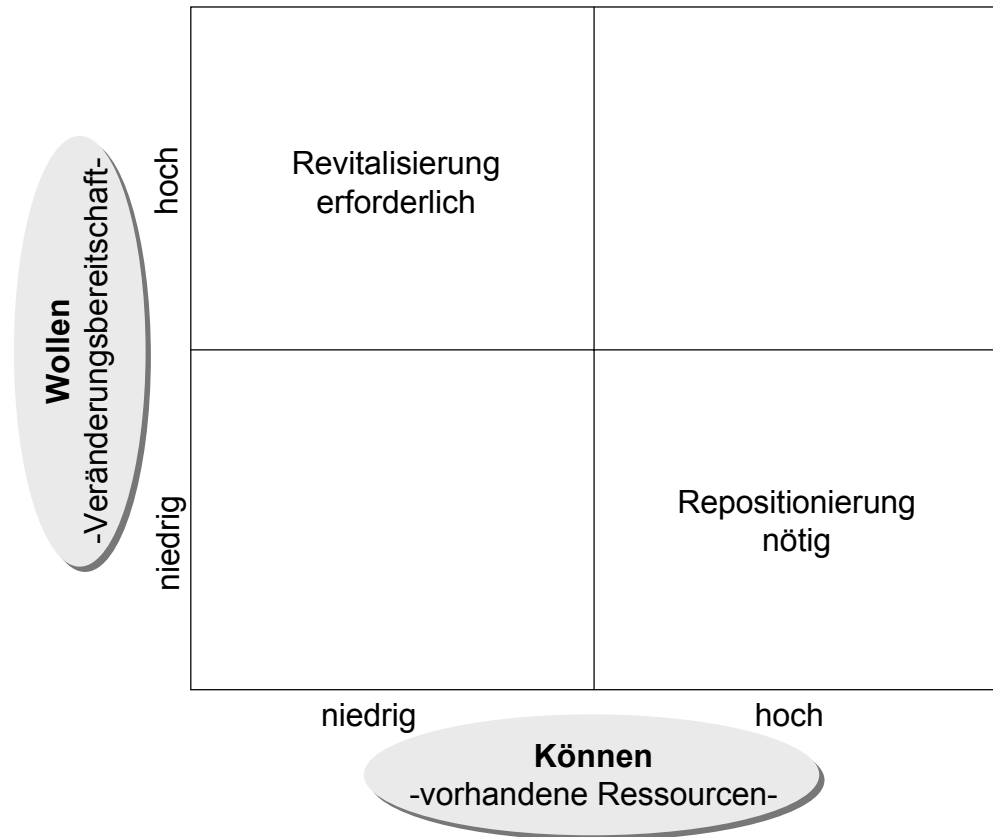 hoch
Revitalisierung
erforderlich
Wollen
-Veränderungsbereitschaft-
niedrig
Repositionierung
nötig
niedrig
hoch
Können
-vorhandene Ressourcen-